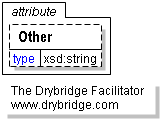 attribute
Other
type xsd:string
The Drybridge Facilitator
www.drybridge.com